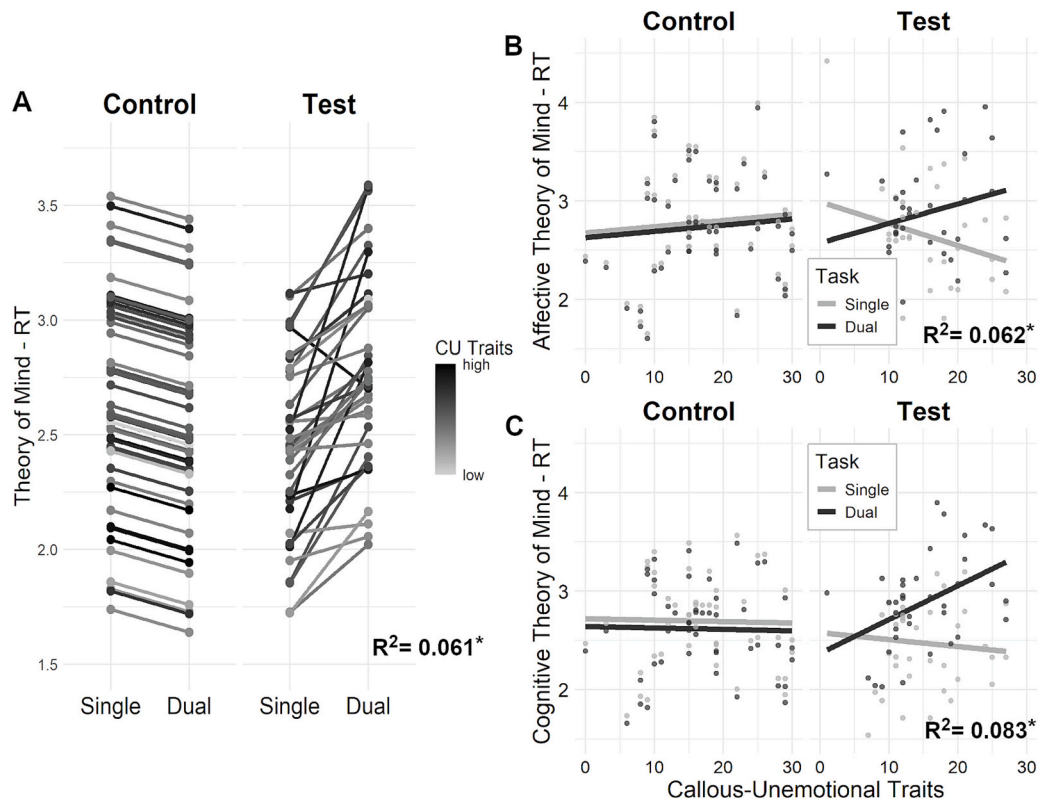 A
Control Test
Theory of Mind - RT
3.5
3.0
2.5
2.0
1.5
Single Dual Single Dual
R²= 0.061*
CU Traits
high
low
B
Control Test
Affective Theory of Mind - RT
4
3
2
0 10 20 30 0 10 20 30
Task
Single
Dual
R²= 0.062*
C
Control Test
Cognitive Theory of Mind - RT
4
3
2
0 10 20 30 0 10 20 30
Task
Single
Dual
R²= 0.083*
Callous-Unemotional Traits